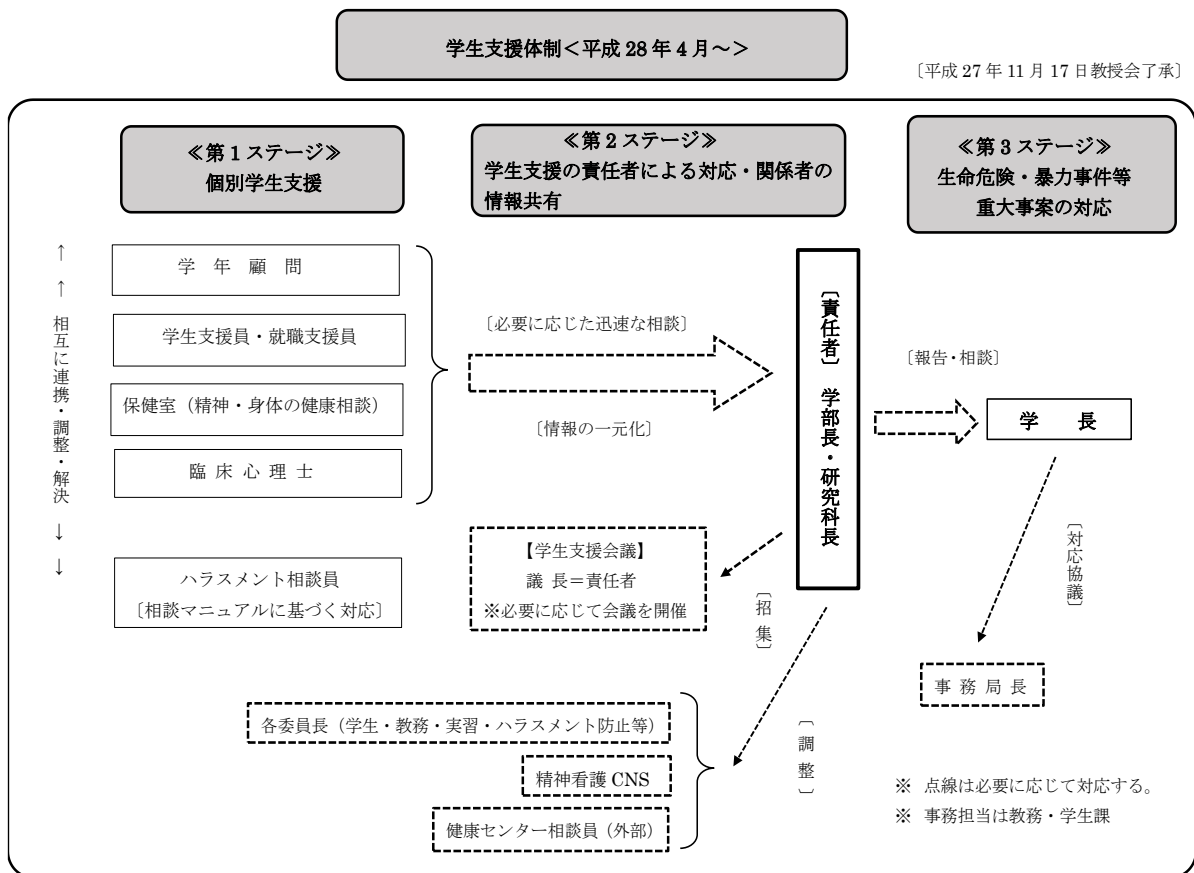 学生支援体制＜平成 28 年 4 月～＞
〔平成 27 年 11 月 17 日教授会了承〕
≪第 1 ステージ≫
個別学生支援
≪第 2 ステージ≫
学生支援の責任者による対応・関係者の
情報共有
≪第 3 ステージ≫
生命危険・暴力事件等
重大事案の対応
↑↑相互に連携・調整・解決↓↓
学　年　顧　問
学生支援員・就職支援員
保健室（精神・身体の健康相談）
臨 床 心 理 士
ハラスメント相談員
〔相談マニュアルに基づく対応〕
〔必要に応じた迅速な相談〕
〔情報の一元化〕
【学生支援会議】
議 長＝責任者
※必要に応じて会議を開催
〔責任者〕　学部長・研究科長
〔招　集〕
〔調　整〕
各委員長（学生・教務・実習・ハラスメント防止等）
精神看護 CNS
健康センター相談員（外部）
〔報告・相談〕
学　　長
〔対応協議〕
事 務 局 長
※　点線は必要に応じて対応する。
※　事務担当は教務・学生課